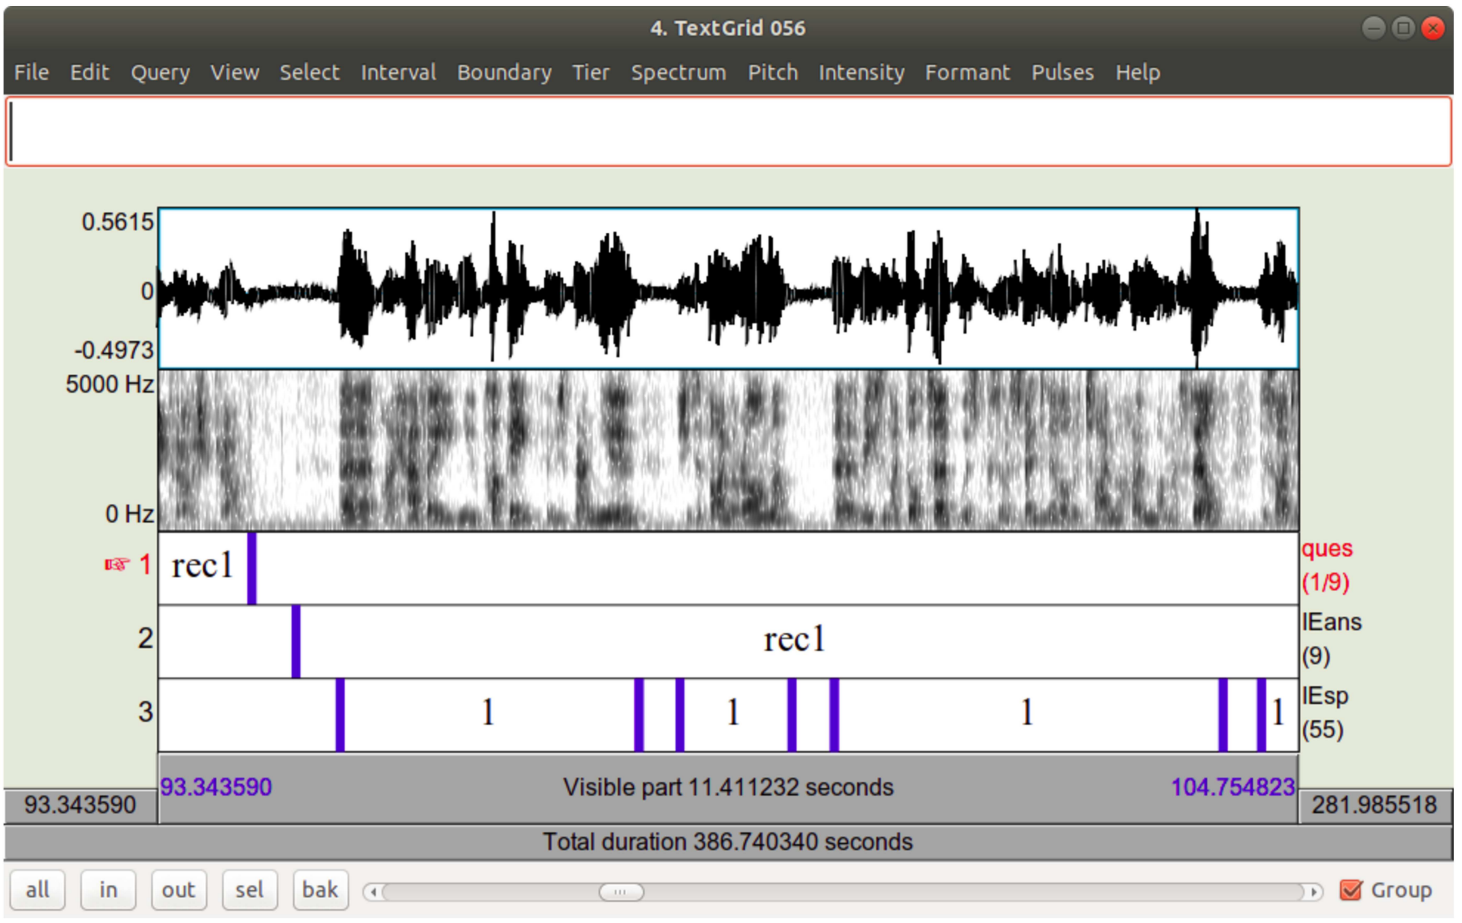 4. TextGrid 056
File Edit Query View Select Interval Boundary Tier Spectrum Pitch Intensity Formant Pulses Help
0.5615
0
-0.4973
5000 Hz
0 Hz
☞ 1 rec1 ques
(1/9)
2 rec1 lEans
(9)
3 1 1 1 1 lEsp
(55)
93.343590 Visible part 11.411232 seconds 104.754823
93.343590 281.985518
Total duration 386.740340 seconds
all in out sel bak Group